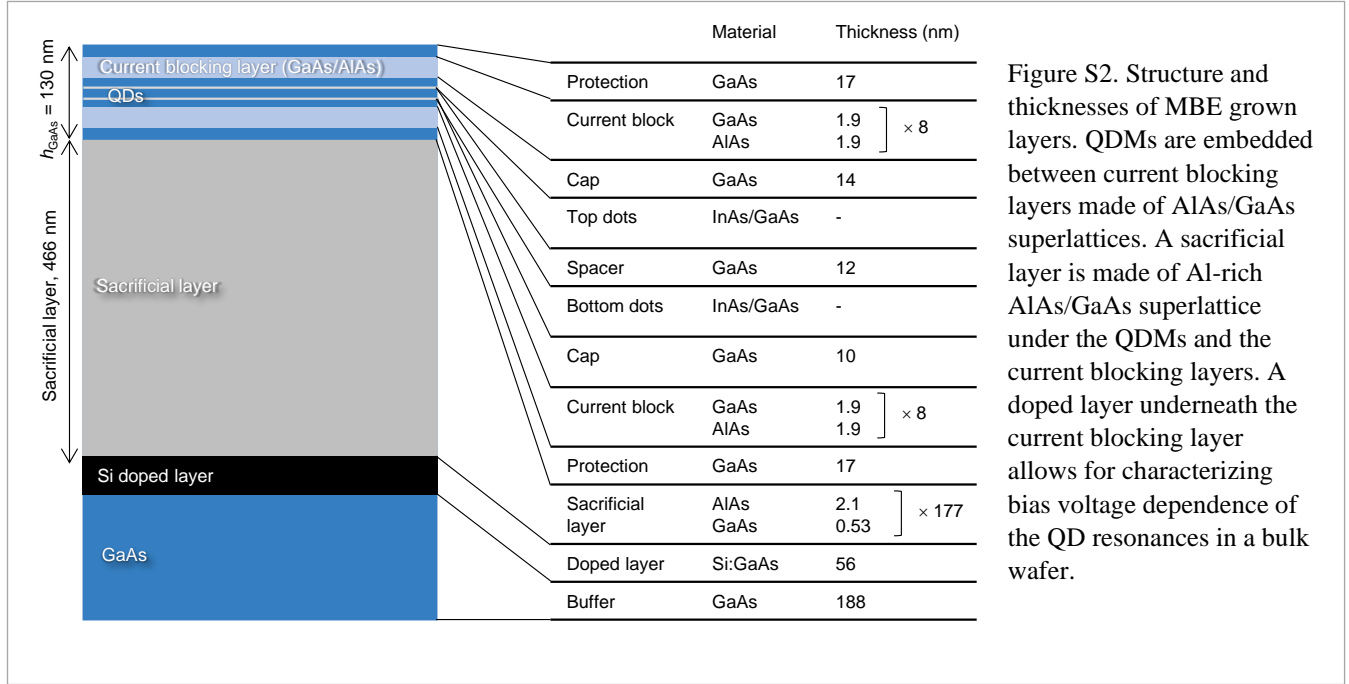 Material Thickness (nm)
Protection GaAs 17
Current block GaAs 1.9
AlAs 1.9
× 8
Cap GaAs 14
Top dots InAs/GaAs -
Spacer GaAs 12
Bottom dots InAs/GaAs -
Cap GaAs 10
Current block GaAs 1.9
AlAs 1.9
× 8
Protection GaAs 17
Sacrificial AlAs 2.1
layer GaAs 0.53
× 177
Doped layer Si:GaAs 56
Buffer GaAs 188
hGaAs = 130 nm
Sacrificial layer, 466 nm
Current blocking layer (GaAs/AlAs)
QDs
Sacrificial layer
Si doped layer
GaAs
Figure S2. Structure and
thicknesses of MBE grown
layers. QDMs are embedded
between current blocking
layers made of AlAs/GaAs
superlattices. A sacrificial
layer is made of Al-rich
AlAs/GaAs superlattice
under the QDMs and the
current blocking layers. A
doped layer underneath the
current blocking layer
allows for characterizing
bias voltage dependence of
the QD resonances in a bulk
wafer.